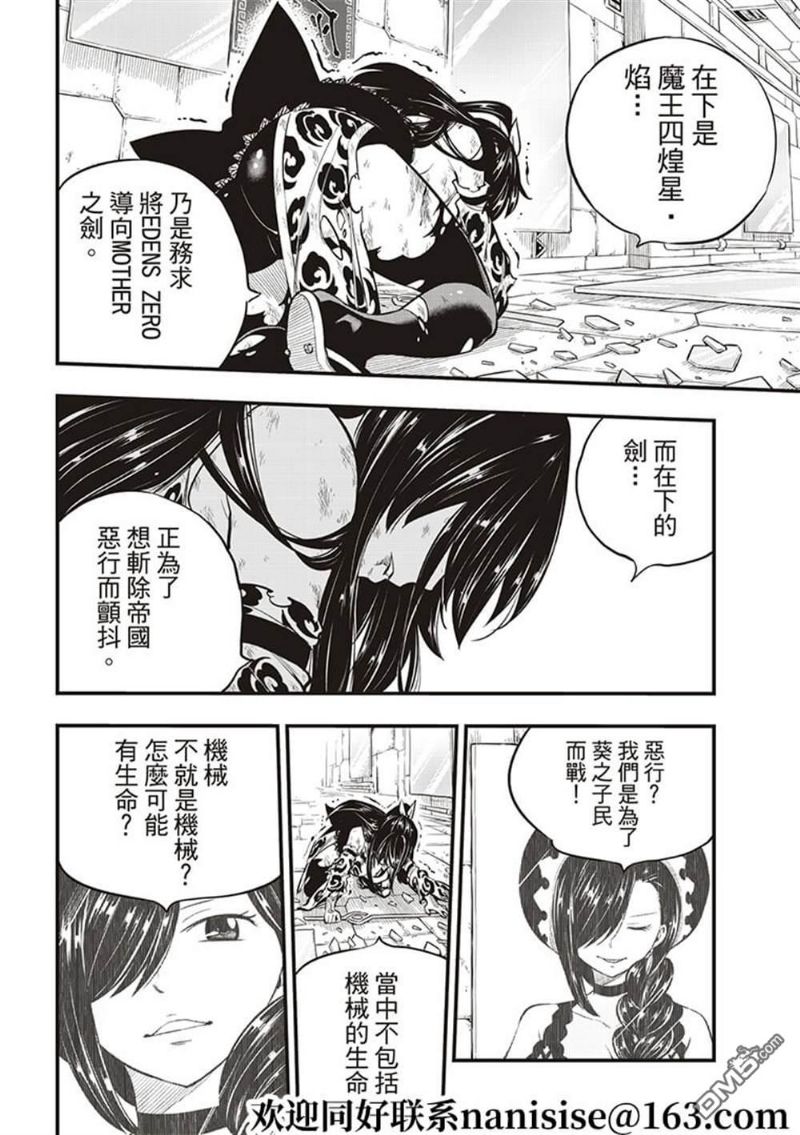 在下是
魔王四煌星·
焰…
乃是務求
將EDENS ZERO
導向MOTHER
之劍。
而在下的
劍…
正為了
想斬除帝國
惡行而顫抖。
惡行？
我們是為了
葵之子民
而戰！
當中不包括
機械的生命
機械
不就是機械？
怎麼可能
有生命？
欢迎同好联系nanisise@163.com
DM5.com